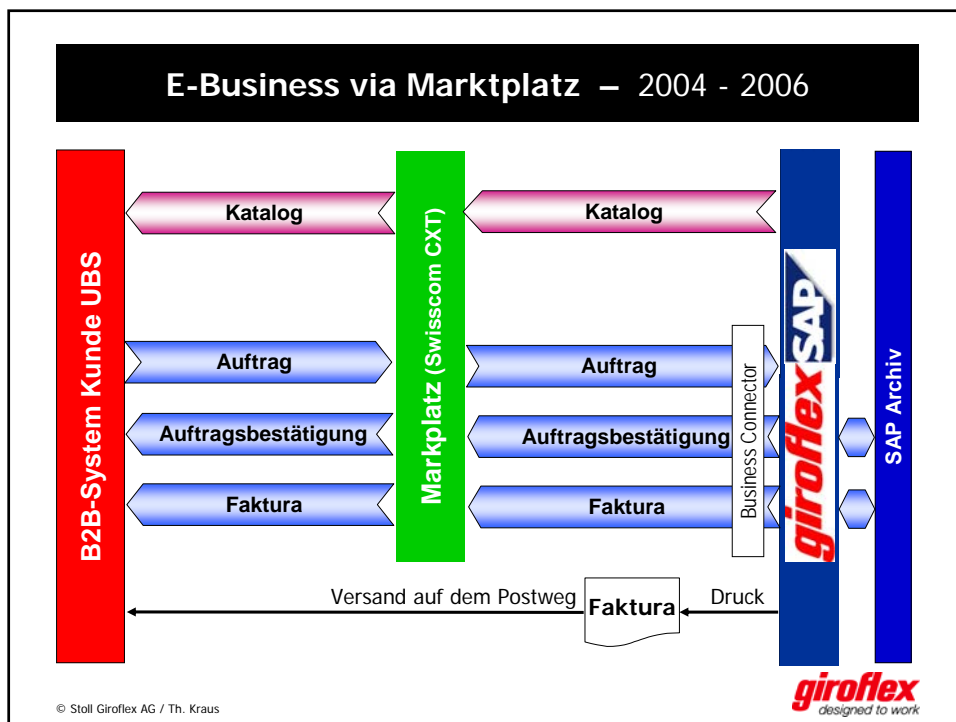 E-Business via Marktplatz – 2004 - 2006
B2B-System Kunde UBS
Katalog
Markplatz (Swisscom CXT)
Katalog
SAP
giroflex
SAP Archiv
Business Connector
Auftrag
Auftrag
Auftragsbestätigung
Auftragsbestätigung
Faktura
Faktura
Versand auf dem Postweg
Faktura
Druck
© Stoll Giroflex AG / Th. Kraus
giroflex
designed to work